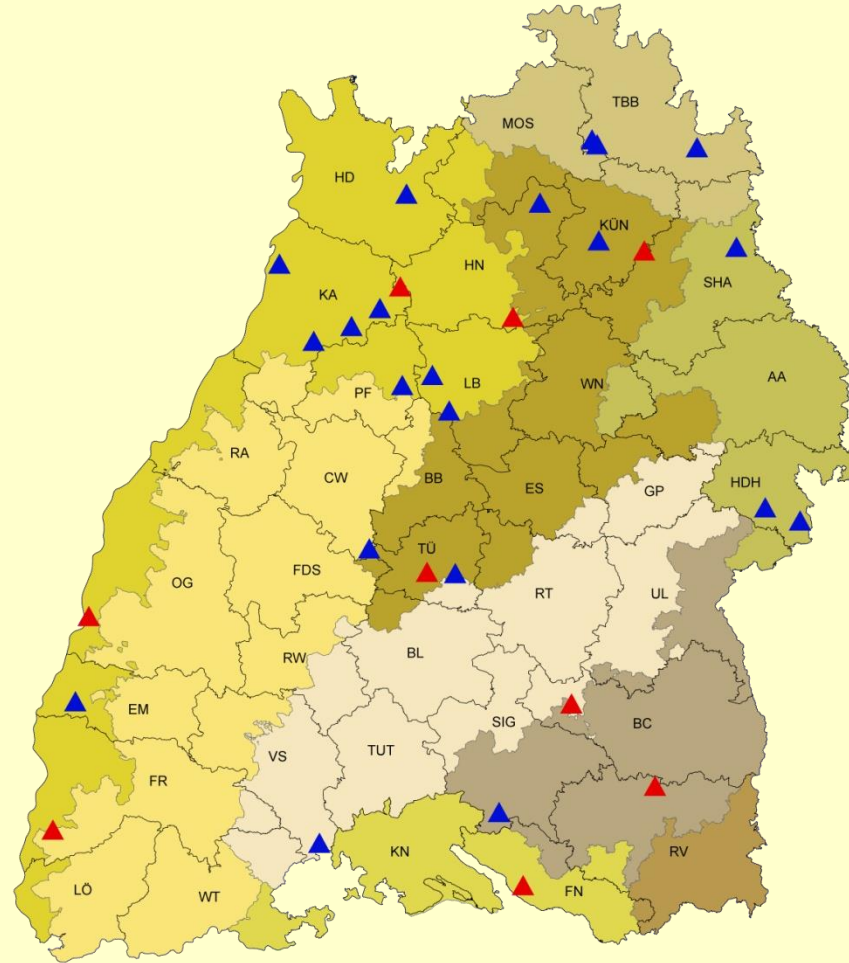 TBB
MOS
HD
KÜN
HN
SHA
KA
AA
LB
WN
PF
RA
CW
BB
ES
GP
HDH
TÜ
OG
FDS
RT
UL
RW
BL
EM
SIG
BC
VS
TUT
FR
KN
RV
LÖ
WT
FN